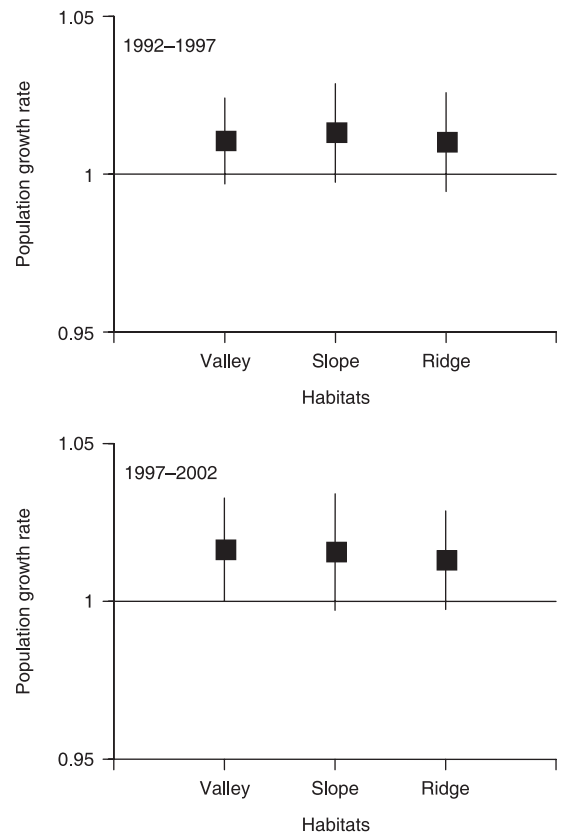 1.05
1992–1997
Population growth rate
1
0.95
Valley Slope Ridge
Habitats
1.05
1997–2002
Population growth rate
1
0.95
Valley Slope Ridge
Habitats